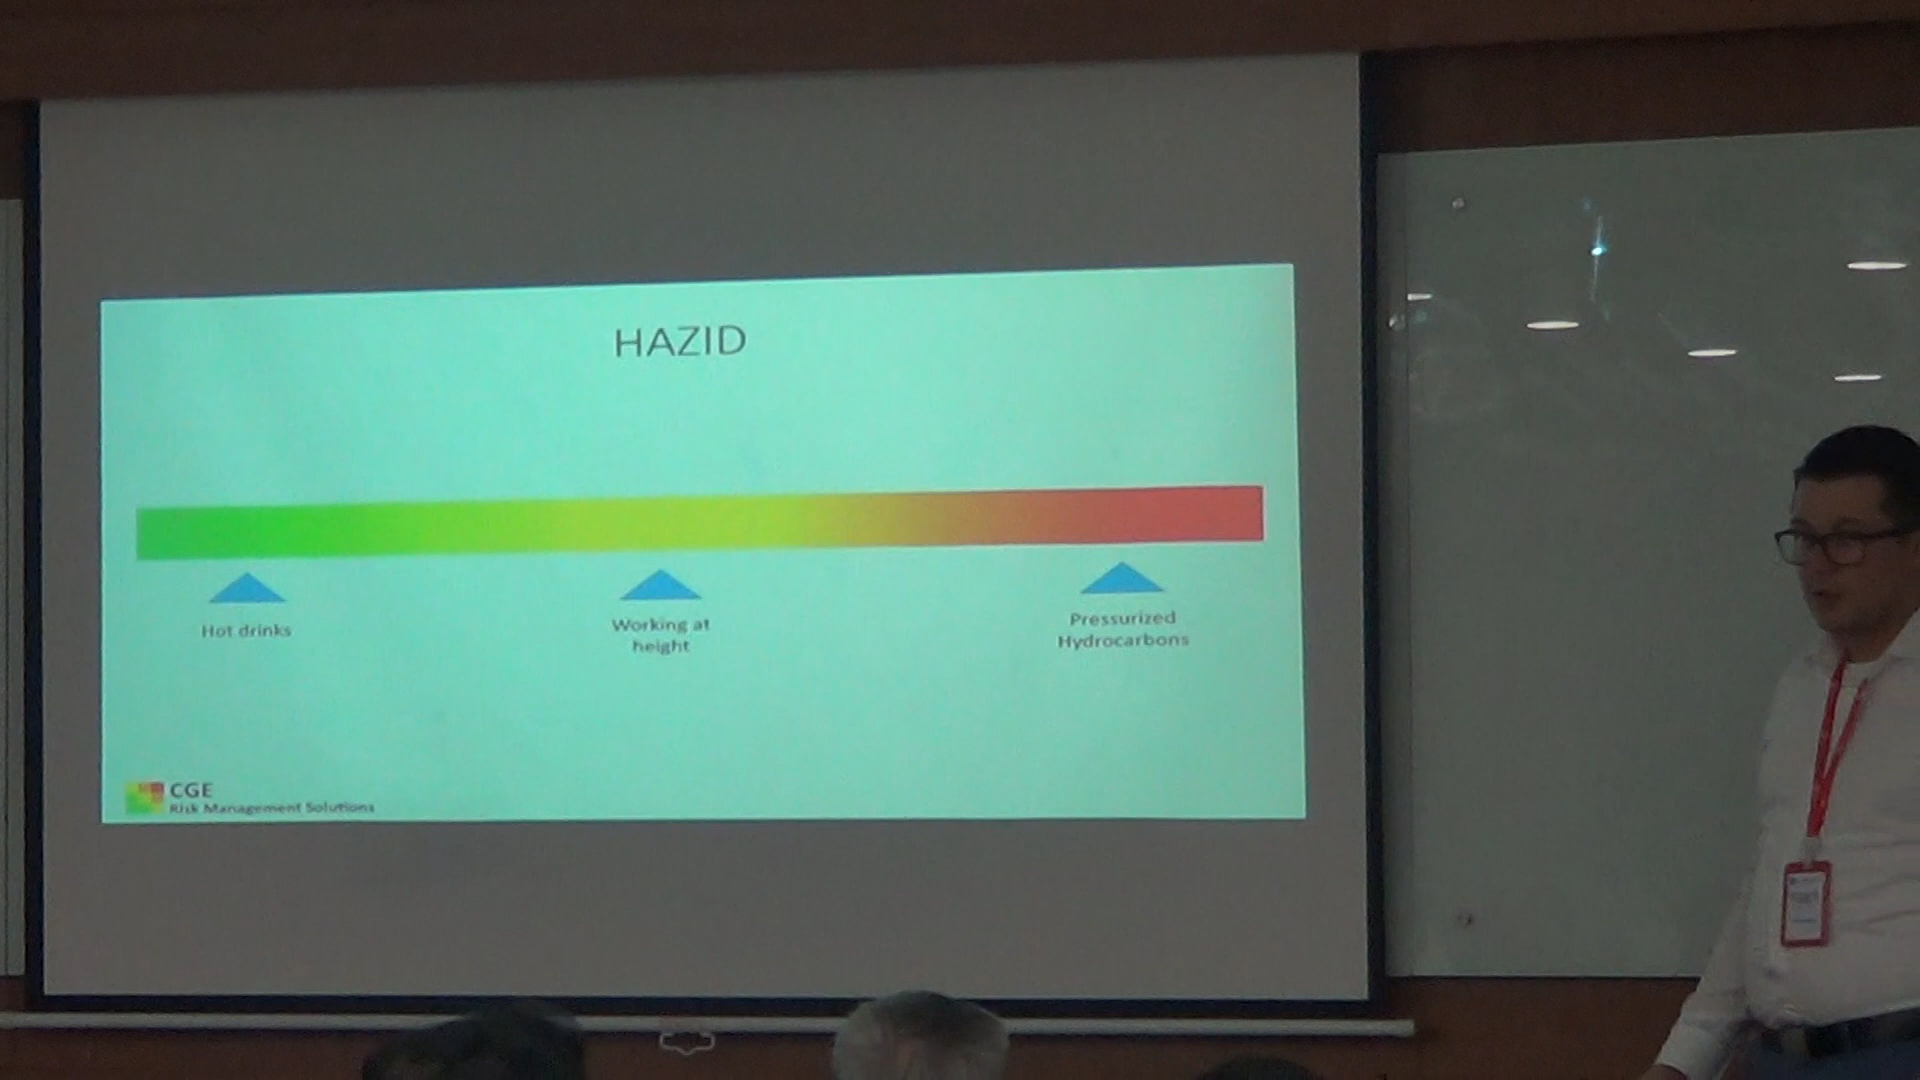 HAZID
Hot drinks
Working at
height
Pressurized
Hydrocarbons
CGE
Risk Management Solutions